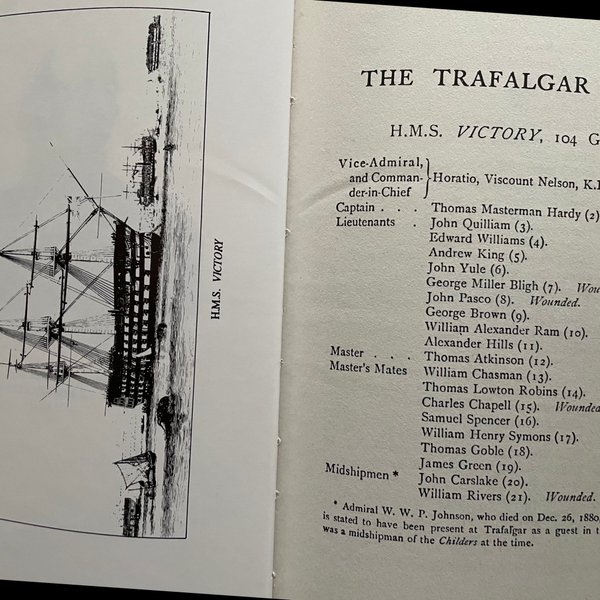 H.M.S. VICTORY
THE TRAFALGAR
H.M.S. VICTORY, 104 G
Vice-Admiral,
and Comman-
der-in-Chief
Horatio, Viscount Nelson, K.
Captain . . . Thomas Masterman Hardy (2)
Lieutenants . John Quilliam (3).
Edward Williams (4).
Andrew King (5).
John Yule (6).
George Miller Bligh (7). Wou
John Pasco (8). Wounded.
George Brown (9).
William Alexander Ram (10).
Alexander Hills (11).
Master . . . Thomas Atkinson (12).
Master's Mates William Chasman (13).
Thomas Lowton Robins (14).
Charles Chapell (15). Wounded
Samuel Spencer (16).
William Henry Symons (17).
Thomas Goble (18).
James Green (19).
Midshipmen * John Carslake (20).
William Rivers (21). Wounded.
* Admiral W. W. P. Johnson, who died on Dec. 26, 1880,
is stated to have been present at Trafalgar as a guest in t
was a midshipman of the Childers at the time.